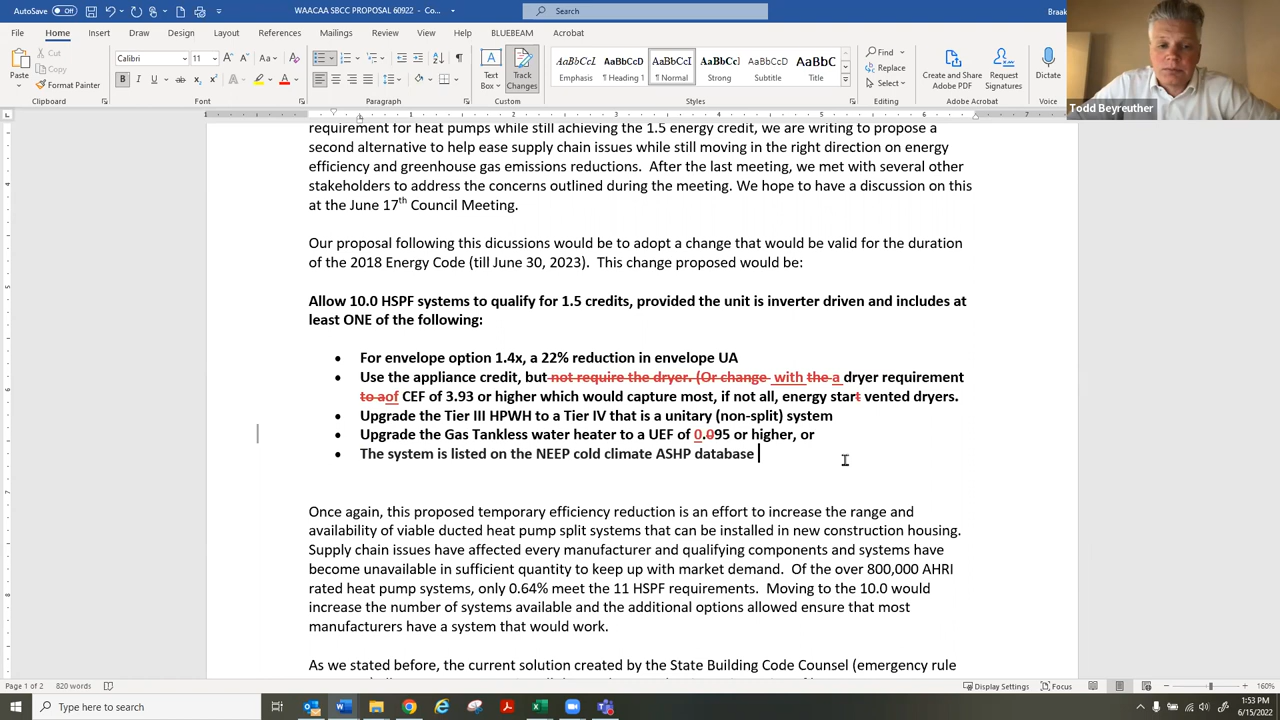 AutoSave Off WAACAA SBCC PROPOSAL 60922 - Co... Search Braak
File Home Insert Draw Design Layout References Mailings Review View Help BLUEBEAM Acrobat
Paste Cut Copy Format Painter Clipboard
Calibri 11 Font
Paragraph
Text Box Track Changes Custom
AaBbCcL Emphasis AaBbCcD ¶ Heading 1 AaBbCcI ¶ Normal AaBbCcD Strong AaBbCcD Subtitle AaBbC Title Styles
Find Replace Select Editing
Create and Share Adobe PDF Request Signatures Adobe Acrobat
Dictate Voice
Todd Beyreuther
requirement for heat pumps while still achieving the 1.5 energy credit, we are writing to propose a
second alternative to help ease supply chain issues while still moving in the right direction on energy
efficiency and greenhouse gas emissions reductions. After the last meeting, we met with several other
stakeholders to address the concerns outlined during the meeting. We hope to have a discussion on this
at the June 17th Council Meeting.
Our proposal following this dicussions would be to adopt a change that would be valid for the duration
of the 2018 Energy Code (till June 30, 2023). This change proposed would be:
Allow 10.0 HSPF systems to qualify for 1.5 credits, provided the unit is inverter driven and includes at
least ONE of the following:
• For envelope option 1.4x, a 22% reduction in envelope UA
• Use the appliance credit, but not require the dryer. (Or change with the a dryer requirement
to aof CEF of 3.93 or higher which would capture most, if not all, energy start vented dryers.
• Upgrade the Tier III HPWH to a Tier IV that is a unitary (non-split) system
• Upgrade the Gas Tankless water heater to a UEF of 0.095 or higher, or
• The system is listed on the NEEP cold climate ASHP database
Once again, this proposed temporary efficiency reduction is an effort to increase the range and
availability of viable ducted heat pump split systems that can be installed in new construction housing.
Supply chain issues have affected every manufacturer and qualifying components and systems have
become unavailable in sufficient quantity to keep up with market demand. Of the over 800,000 AHRI
rated heat pump systems, only 0.64% meet the 11 HSPF requirements. Moving to the 10.0 would
increase the number of systems available and the additional options allowed ensure that most
manufacturers have a system that would work.
As we stated before, the current solution created by the State Building Code Counsel (emergency rule
Page 1 of 2 820 words Display Settings Focus 160%
Type here to search 1:53 PM
6/15/2022